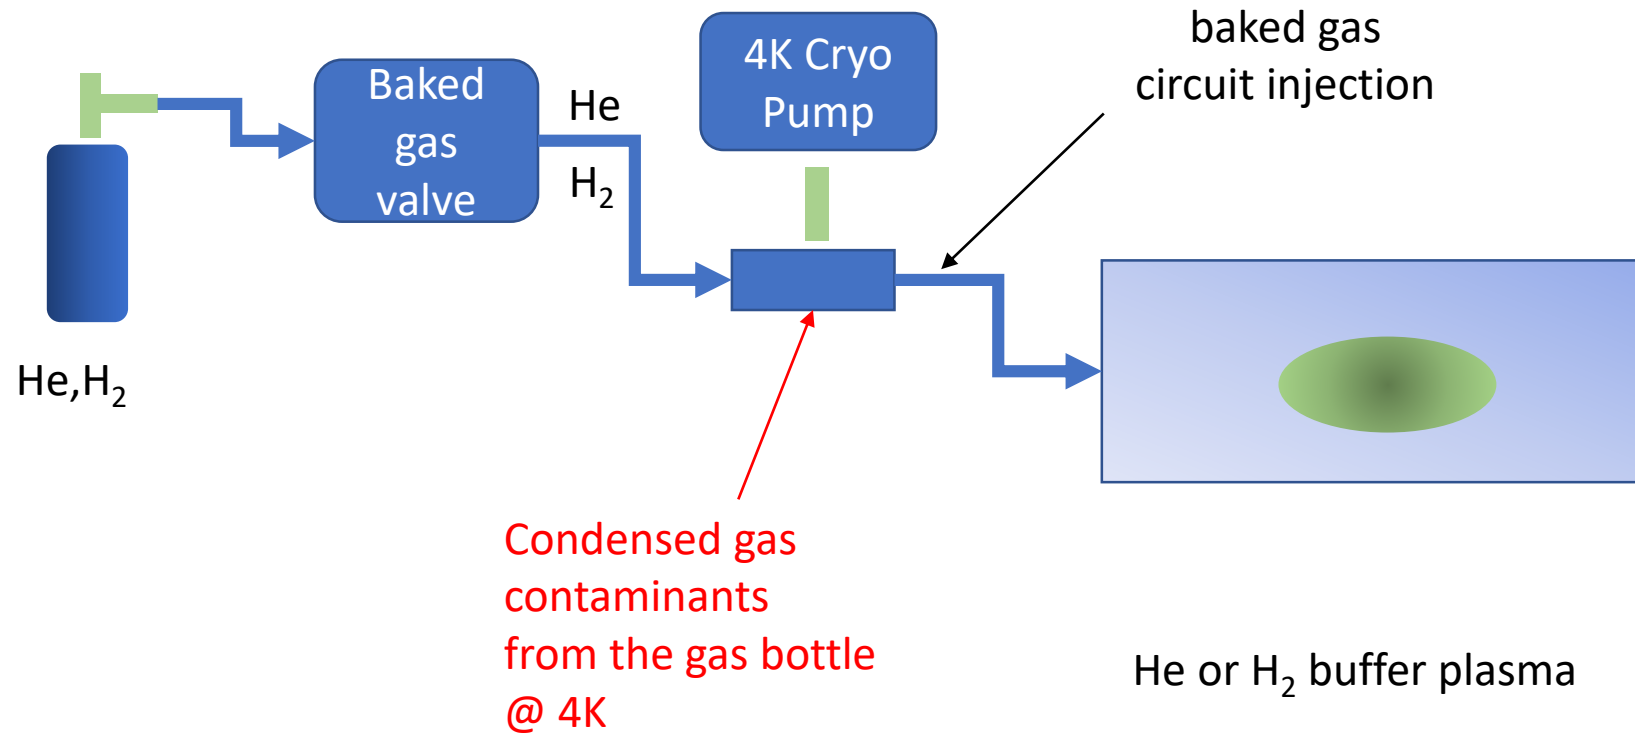 Baked
gas
valve
He
H₂
4K Cryo
Pump
baked gas
circuit injection
He,H₂
Condensed gas
contaminants
from the gas bottle
@ 4K
He or H₂ buffer plasma